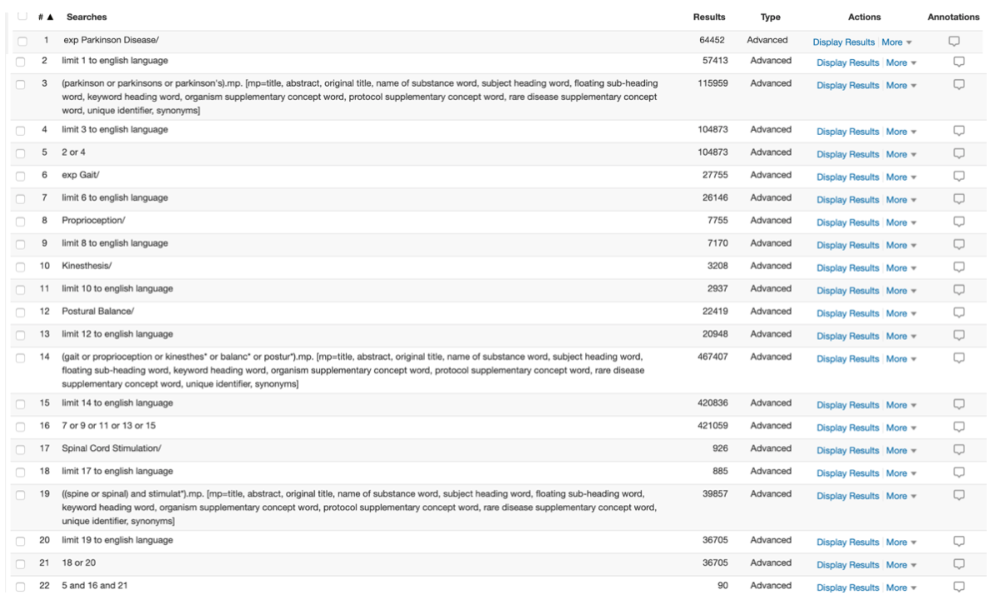 # ▲ Searches Results Type Actions Annotations
1 exp Parkinson Disease/ 64452 Advanced Display Results More ▼
2 limit 1 to english language 57413 Advanced Display Results More ▼
3 (parkinson or parkinsons or parkinson's).mp. [mp=title, abstract, original title, name of substance word, subject heading word, floating sub-heading 115959 Advanced Display Results More ▼
word, keyword heading word, organism supplementary concept word, protocol supplementary concept word, rare disease supplementary concept
word, unique identifier, synonyms]
4 limit 3 to english language 104873 Advanced Display Results More ▼
5 2 or 4 104873 Advanced Display Results More ▼
6 exp Gait/ 27755 Advanced Display Results More ▼
7 limit 6 to english language 26146 Advanced Display Results More ▼
8 Proprioception/ 7755 Advanced Display Results More ▼
9 limit 8 to english language 7170 Advanced Display Results More ▼
10 Kinesthesis/ 3208 Advanced Display Results More ▼
11 limit 10 to english language 2937 Advanced Display Results More ▼
12 Postural Balance/ 22419 Advanced Display Results More ▼
13 limit 12 to english language 20948 Advanced Display Results More ▼
14 (gait or proprioception or kinesthes* or balanc* or postur*).mp. [mp=title, abstract, original title, name of substance word, subject heading word, 467407 Advanced Display Results More ▼
floating sub-heading word, keyword heading word, organism supplementary concept word, protocol supplementary concept word, rare disease
supplementary concept word, unique identifier, synonyms]
15 limit 14 to english language 420836 Advanced Display Results More ▼
16 7 or 9 or 11 or 13 or 15 421059 Advanced Display Results More ▼
17 Spinal Cord Stimulation/ 926 Advanced Display Results More ▼
18 limit 17 to english language 885 Advanced Display Results More ▼
19 ((spine or spinal) and stimulat*).mp. [mp=title, abstract, original title, name of substance word, subject heading word, floating sub-heading word, 39857 Advanced Display Results More ▼
keyword heading word, organism supplementary concept word, protocol supplementary concept word, rare disease supplementary concept word,
unique identifier, synonyms]
20 limit 19 to english language 36705 Advanced Display Results More ▼
21 18 or 20 36705 Advanced Display Results More ▼
22 5 and 16 and 21 90 Advanced Display Results More ▼